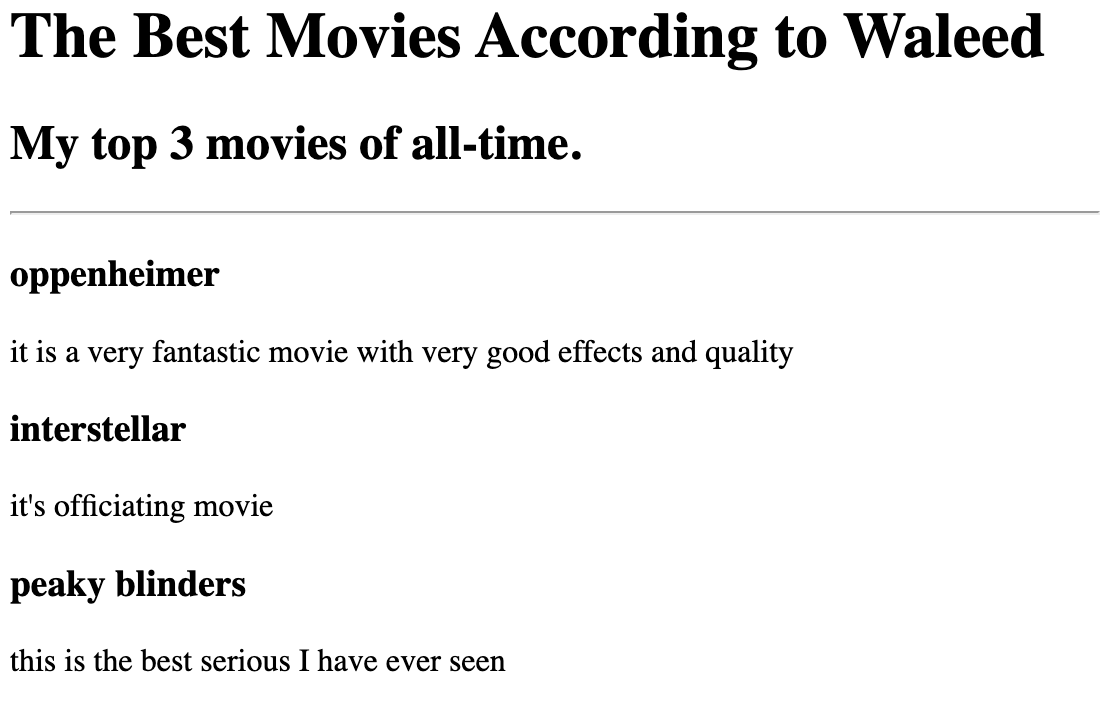 The Best Movies According to Waleed
My top 3 movies of all-time.
oppenheimer
it is a very fantastic movie with very good effects and quality
interstellar
it's officiating movie
peaky blinders
this is the best serious I have ever seen